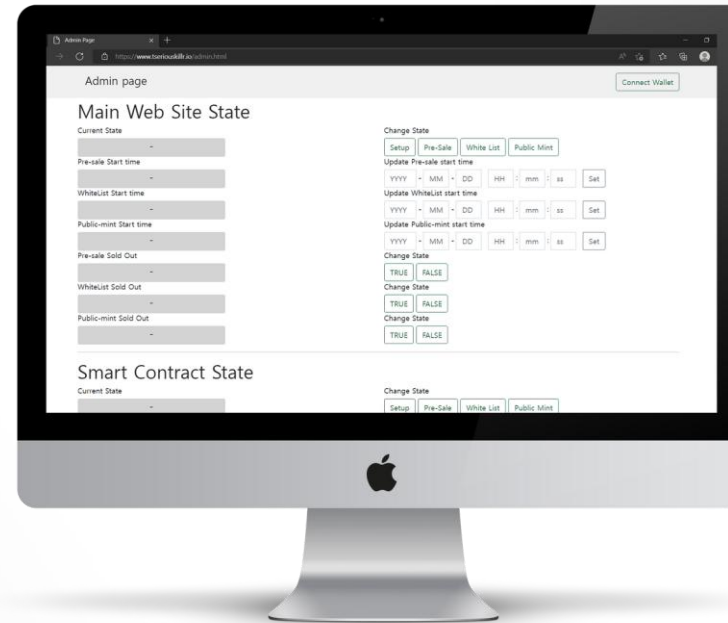 Admin Page
https://www.tseriouskillr.io/admin.html
Admin page
Connect Wallet
Main Web Site State
Current State
Change State
-
Setup Pre-Sale White List Public Mint
Pre-sale Start time
Update Pre-sale start time
-
YYYY - MM - DD HH : mm : ss Set
WhiteList Start time
Update WhiteList start time
-
YYYY - MM - DD HH : mm : ss Set
Public-mint Start time
Update Public-mint start time
-
YYYY - MM - DD HH : mm : ss Set
Pre-sale Sold Out
Change State
-
TRUE FALSE
WhiteList Sold Out
Change State
-
TRUE FALSE
Public-mint Sold Out
Change State
-
TRUE FALSE
Smart Contract State
Current State
Change State
-
Setup Pre-Sale White List Public Mint